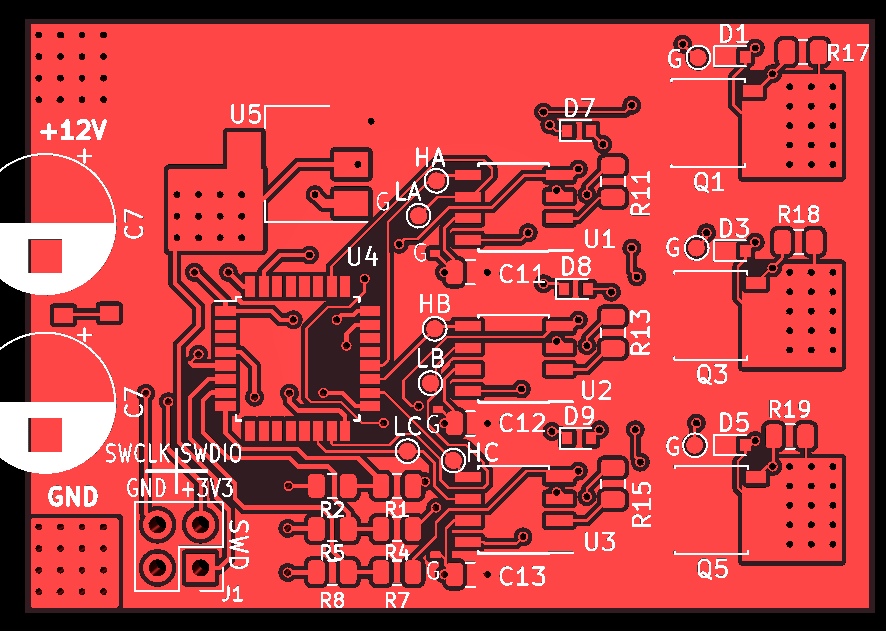 D1
G
R17
D7
U5
+12V
HA
LA
G
Q1
R11
C7
D3
R18
G
U1
U4
G
C11
D8
HB
R13
LB
Q3
U2
C7
G
C12
D9
R19
D5
G
LC
HC
SWCLK
SWDIO
GND
+3V3
GND
R2
R1
R15
SWD
R5
R4
U3
G
C13
Q5
J1
R8
R7